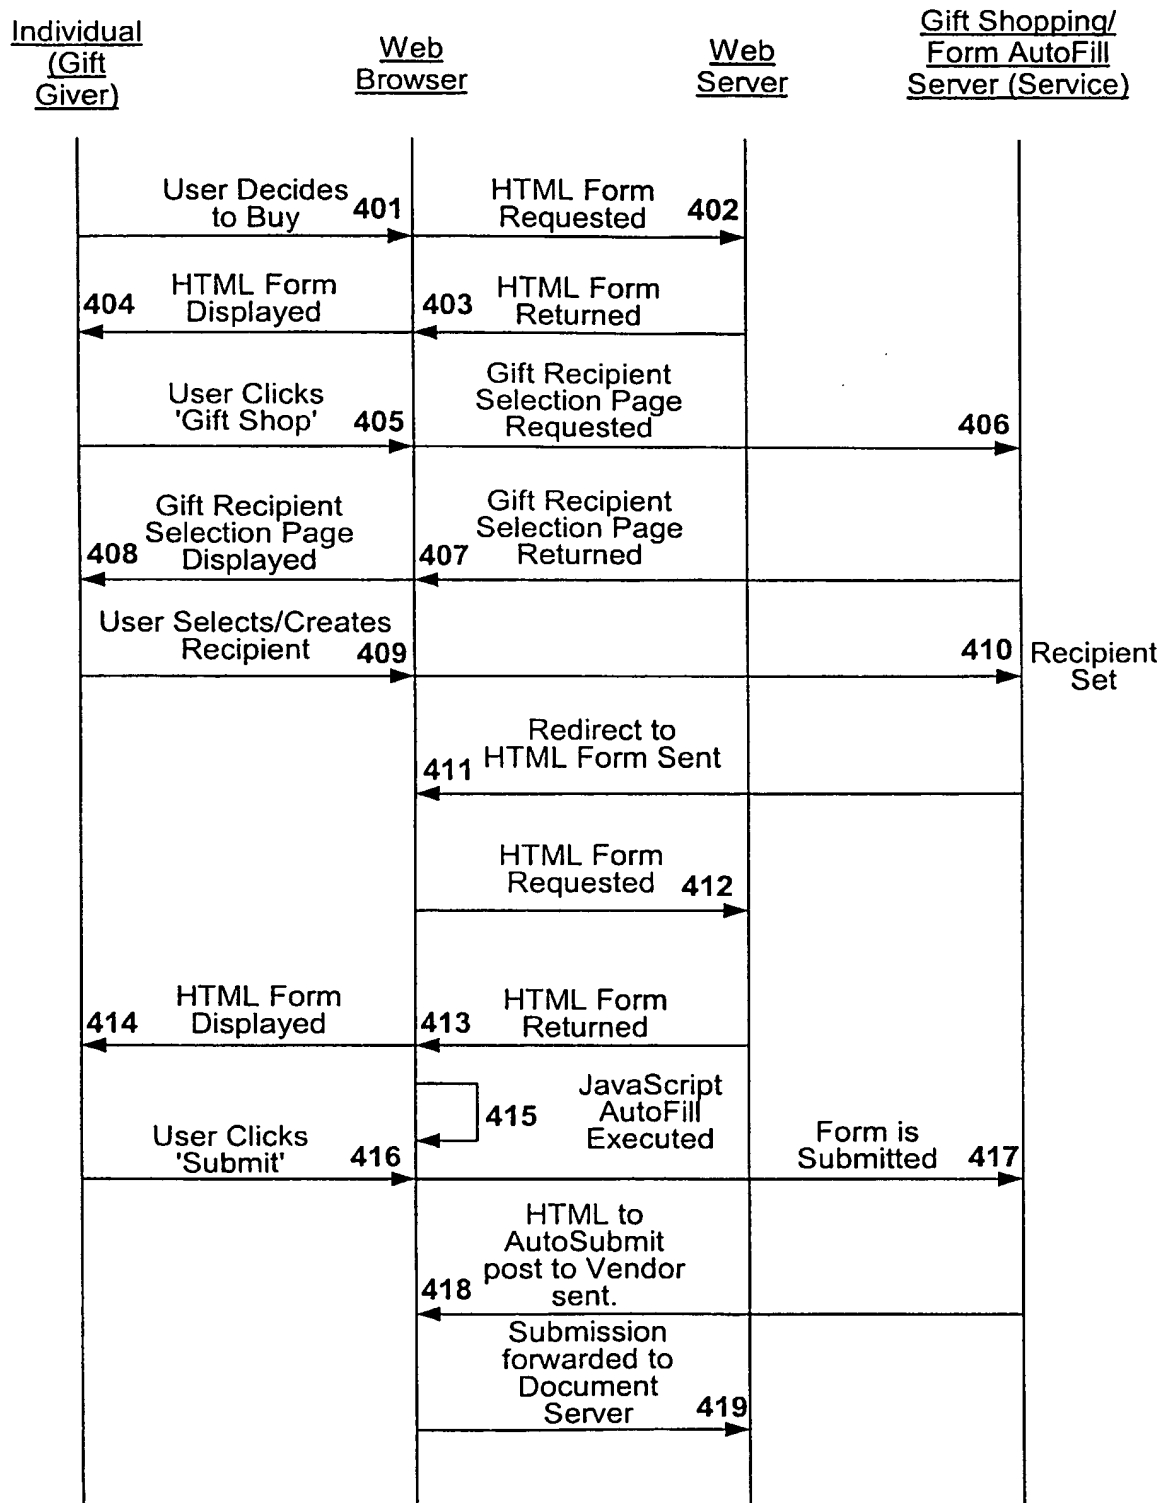 Individual
(Gift
Giver)
Web
Browser
Web
Server
Gift Shopping/
Form AutoFill
Server (Service)
User Decides
to Buy 401
HTML Form
Requested 402
404 HTML Form
Displayed
403 HTML Form
Returned
User Clicks
'Gift Shop' 405
Gift Recipient
Selection Page
Requested
406
Gift Recipient
Selection Page
408 Displayed
Gift Recipient
Selection Page
407 Returned
User Selects/Creates
Recipient 409
410 Recipient
Set
Redirect to
411 HTML Form Sent
HTML Form
Requested 412
HTML Form
414 Displayed
HTML Form
413 Returned
415
JavaScript
AutoFill
Executed
User Clicks
'Submit' 416
Form is
Submitted 417
HTML to
AutoSubmit
post to Vendor
418 sent.
Submission
forwarded to
Document
Server 419